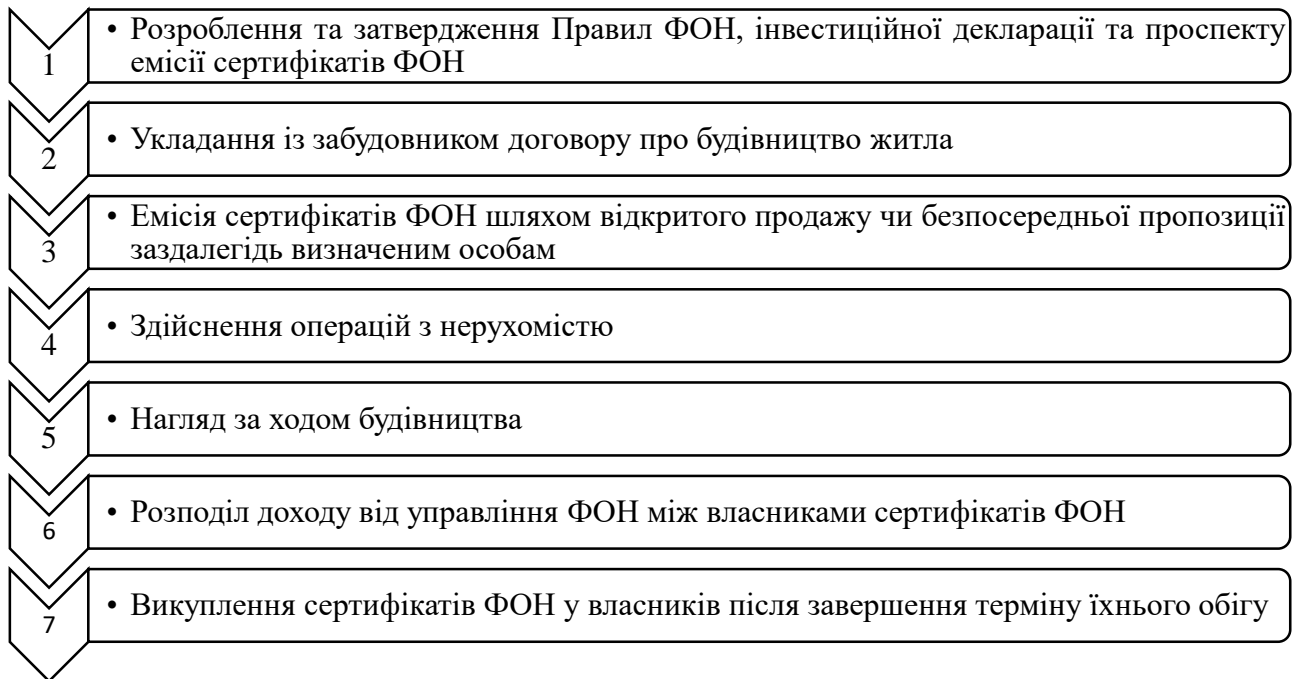 1
• Розроблення та затвердження Правил ФОН, інвестиційної декларації та проспекту
емісії сертифікатів ФОН
2
• Укладання із забудовником договору про будівництво житла
3
• Емісія сертифікатів ФОН шляхом відкритого продажу чи безпосередньої пропозиції
заздалегідь визначеним особам
4
• Здійснення операцій з нерухомістю
5
• Нагляд за ходом будівництва
6
• Розподіл доходу від управління ФОН між власниками сертифікатів ФОН
7
• Викуплення сертифікатів ФОН у власників після завершення терміну їхнього обігу